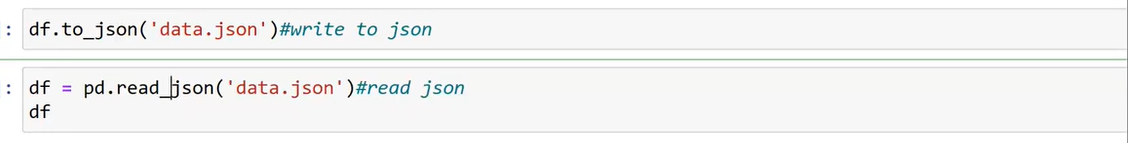 : df.to_json('data.json')#write to json
: df = pd.read_json('data.json')#read json
df